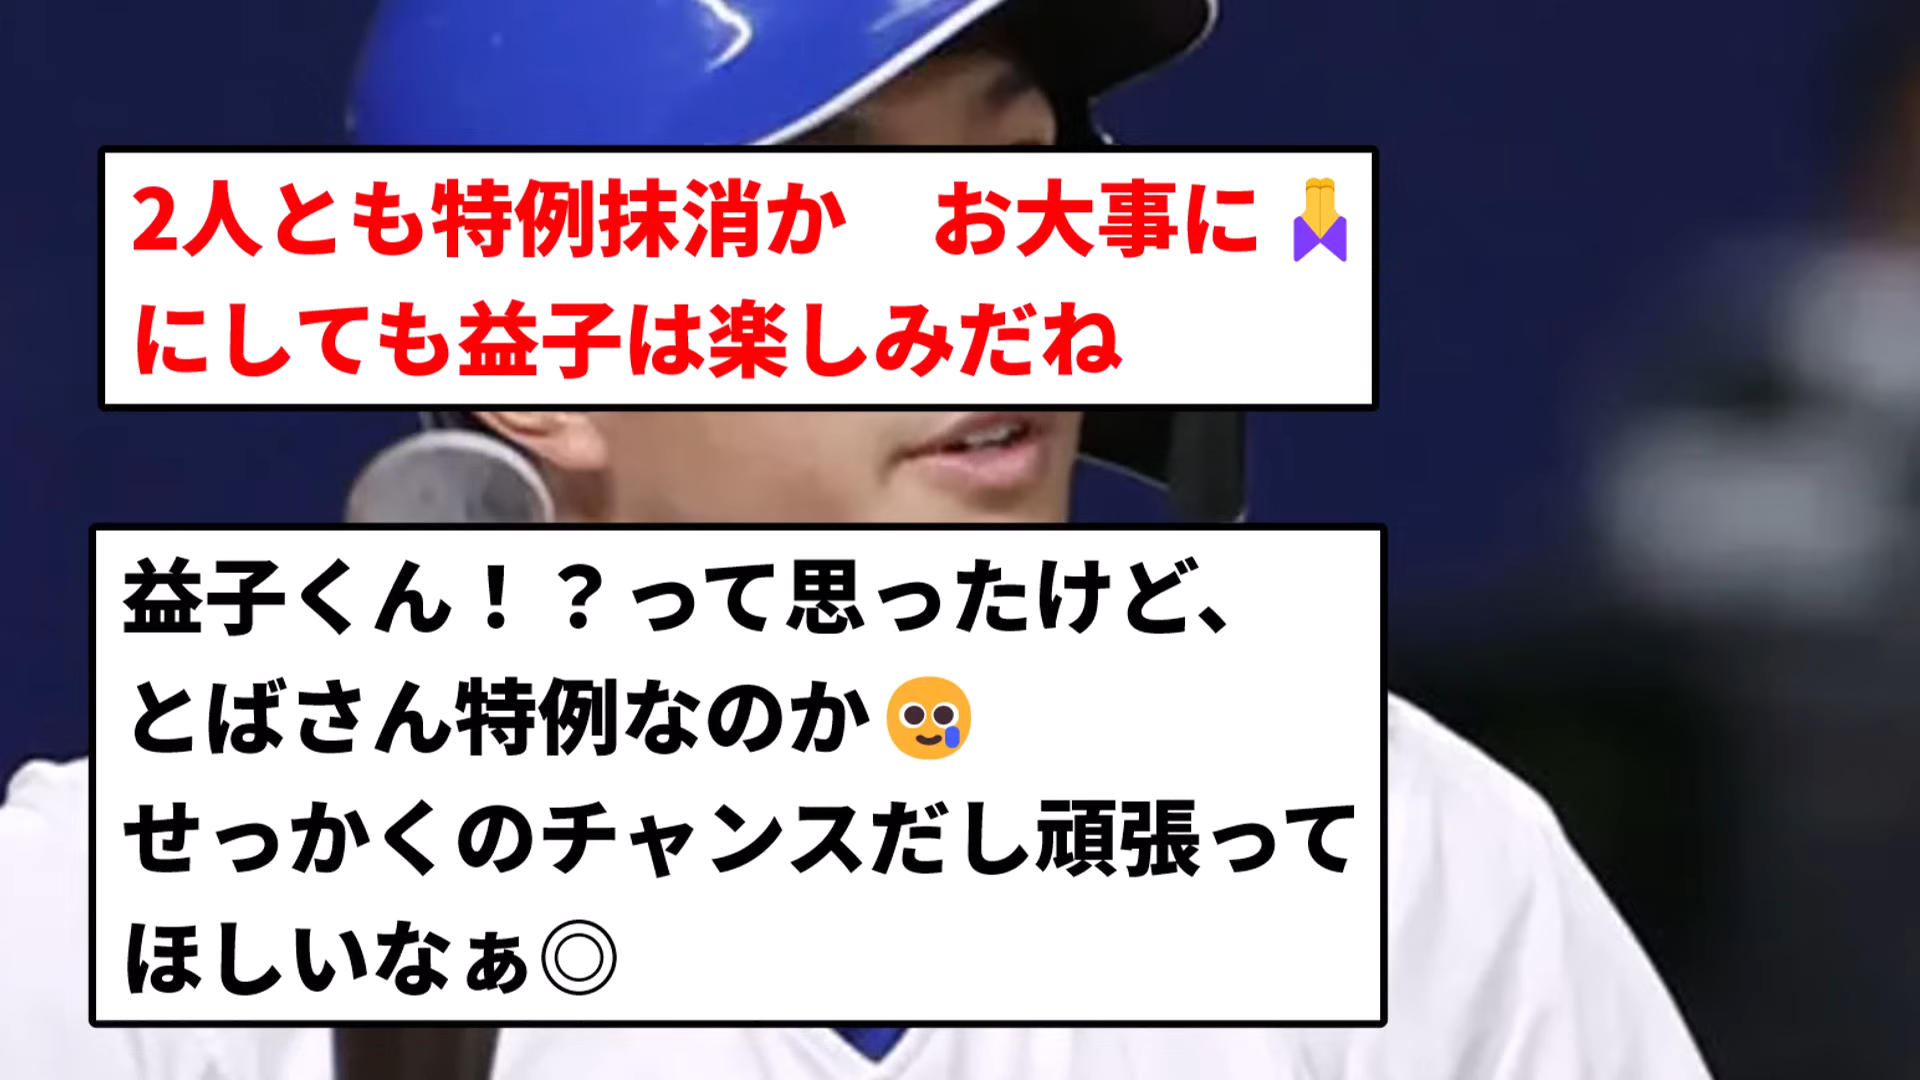 2人とも特例抹消か　お大事に🙏
にしても益子は楽しみだね
益子くん！？って思ったけど、
とばさん特例なのか🥲
せっかくのチャンスだし頑張って
ほしいなぁ◎